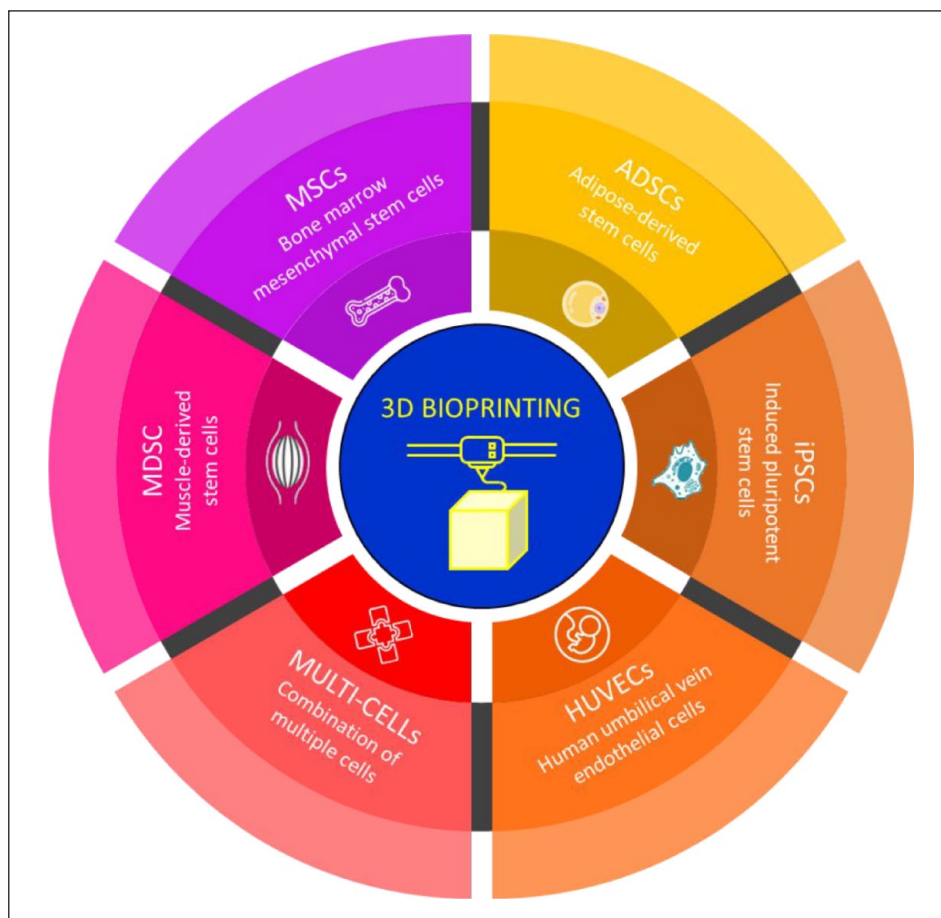 3D BIOPRINTING
MSCs
Bone marrow
mesenchymal stem cells
ADSCs
Adipose-derived
stem cells
iPSCs
Induced pluripotent
stem cells
HUVECs
Human umbilical vein
endothelial cells
MULTI-CELLS
Combination of
multiple cells
MDSC
Muscle-derived
stem cells